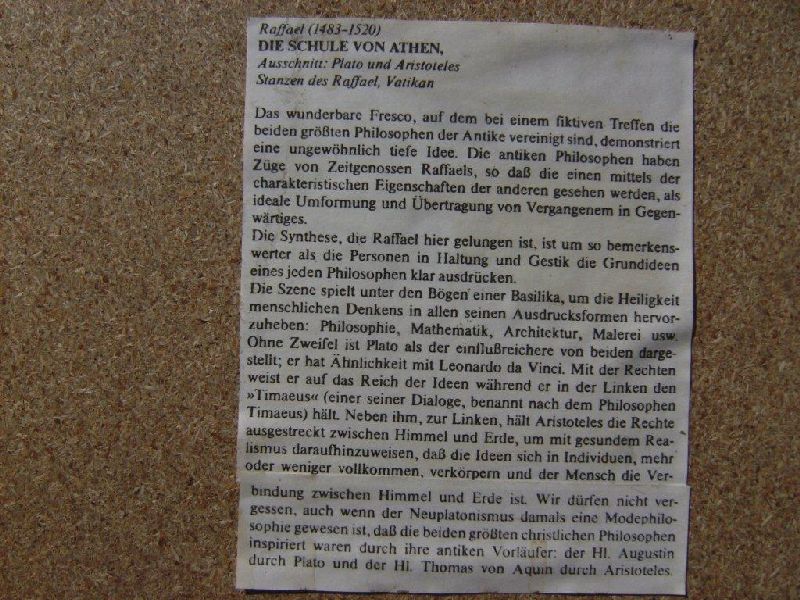 Raffael (1483-1520)
DIE SCHULE VON ATHEN,
Ausschnitt: Plato und Aristoteles
Stanzen des Raffael, Vatikan
Das wunderbare Fresco, auf dem bei einem fiktiven Treffen die
beiden größten Philosophen der Antike vereinigt sind, demonstriert
eine ungewöhnlich tiefe Idee. Die antiken Philosophen haben
Züge von Zeitgenossen Raffaels, so daß die einen mittels der
charakteristischen Eigenschaften der anderen gesehen werden, als
ideale Umformung und Übertragung von Vergangenem in Gegen-
wärtiges.
Die Synthese, die Raffael hier gelungen ist, ist um so bemerkens-
werter als die Personen in Haltung und Gestik die Grundideen
eines jeden Philosophen klar ausdrücken.
Die Szene spielt unter den Bögen einer Basilika, um die Heiligkeit
menschlichen Denkens in allen seinen Ausdrucksformen hervor-
zuheben: Philosophie, Mathematik, Architektur, Malerei usw.
Ohne Zweifel ist Plato als der einflußreichere von beiden darge-
stellt; er hat Ähnlichkeit mit Leonardo da Vinci. Mit der Rechten
weist er auf das Reich der Ideen während er in der Linken den
»Timaeus« (einer seiner Dialoge, benannt nach dem Philosophen
Timaeus) hält. Neben ihm, zur Linken, hält Aristoteles die Rechte
ausgestreckt zwischen Himmel und Erde, um mit gesundem Rea-
lismus daraufhinzuweisen, daß die Ideen sich in Individuen, mehr
oder weniger vollkommen, verkörpern und der Mensch die Ver-
bindung zwischen Himmel und Erde ist. Wir dürfen nicht ver-
gessen, auch wenn der Neuplatonismus damals eine Modephilo-
sophie gewesen ist, daß die beiden größten christlichen Philosophen
inspiriert waren durch ihre antiken Vorläufer: der Hl. Augustin
durch Plato und der Hl. Thomas von Aquin durch Aristoteles.